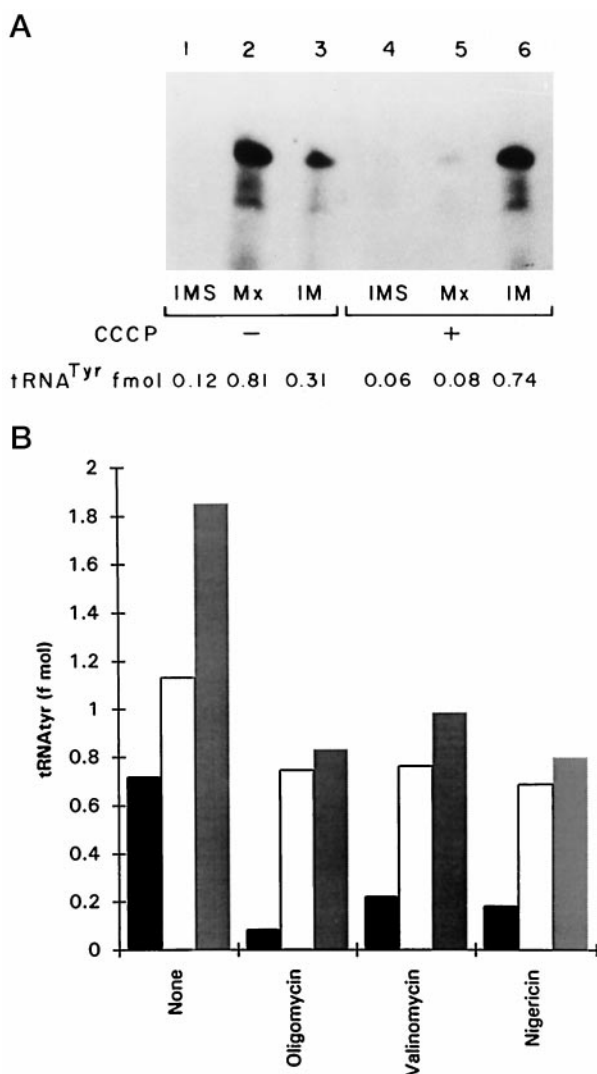 A
1 2 3 4 5 6
IMS Mx IM IMS Mx IM
CCCP − +
tRNATyr fmol 0.12 0.81 0.31 0.06 0.08 0.74
B
2
1.8
1.6
1.4
1.2
1
0.8
0.6
0.4
0.2
0
tRNAtyr (f mol)
None
Oligomycin
Valinomycin
Nigericin